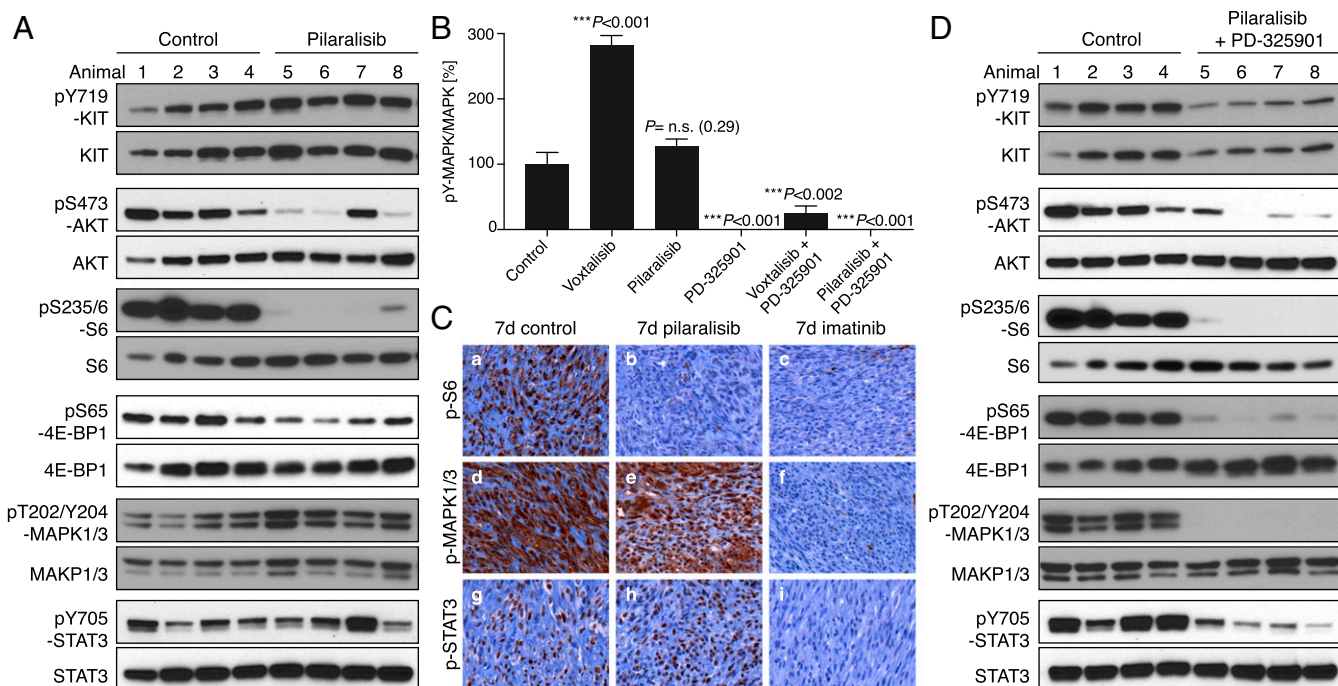 A
Control
Pilaralisib
Animal 1 2 3 4 5 6 7 8
pY719
-KIT
KIT
pS473
-AKT
AKT
pS235/6
-S6
S6
pS65
-4E-BP1
4E-BP1
pT202/Y204
-MAPK1/3
MAKP1/3
pY705
-STAT3
STAT3
B
pY-MAPK/MAPK [%]
300
200
100
0
***P<0.001
P= n.s. (0.29)
***P<0.001
***P<0.002
***P<0.001
Control
Voxtalisib
Pilaralisib
PD-325901
Voxtalisib +
PD-325901
Pilaralisib +
PD-325901
C
7d control
7d pilaralisib
7d imatinib
p-S6
a
b
c
p-MAPK1/3
d
e
f
p-STAT3
g
h
i
D
Control
Pilaralisib
+ PD-325901
Animal 1 2 3 4 5 6 7 8
pY719
-KIT
KIT
pS473
-AKT
AKT
pS235/6
-S6
S6
pS65
-4E-BP1
4E-BP1
pT202/Y204
-MAPK1/3
MAKP1/3
pY705
-STAT3
STAT3